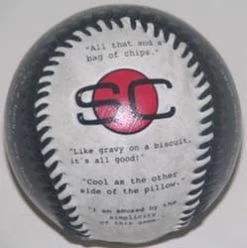 "All that and a
bag of chips."
SC
"Like gravy on a biscuit,
it's all good!"
"Cool as the other
side of the pillow."
"I am amused by the
simplicity
of this game."